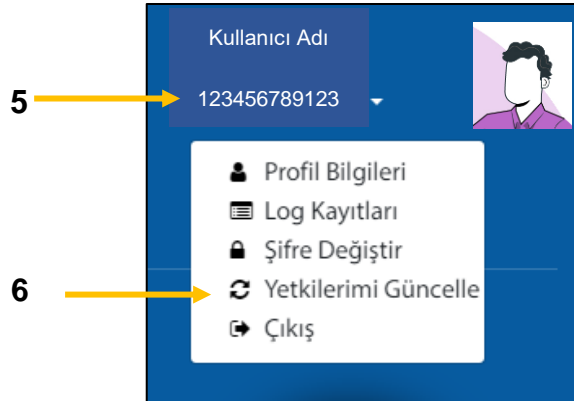 Kullanıcı Adı
5
123456789123
Profil Bilgileri
Log Kayıtları
Şifre Değiştir
6
Yetkilerimi Güncelle
Çıkış